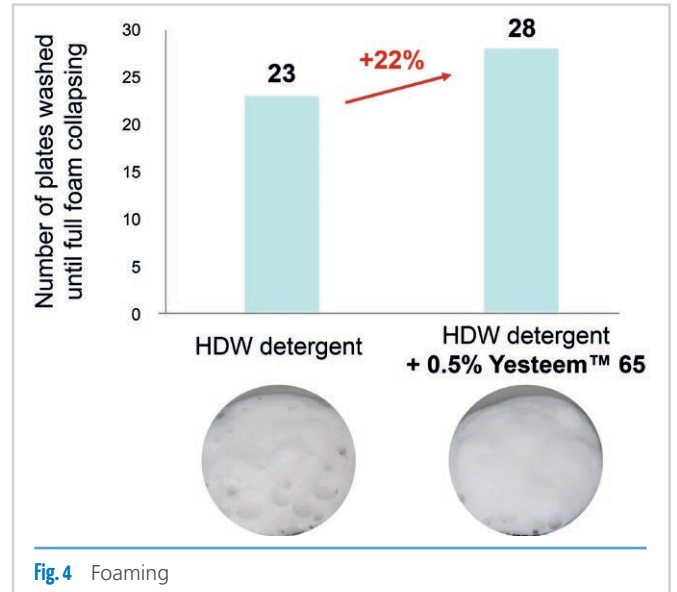 Number of plates washed
until full foam collapsing
30
25
20
15
10
5
0
23
+22%
28
HDW detergent
HDW detergent
+ 0.5% Yesteem™ 65
Fig. 4 Foaming